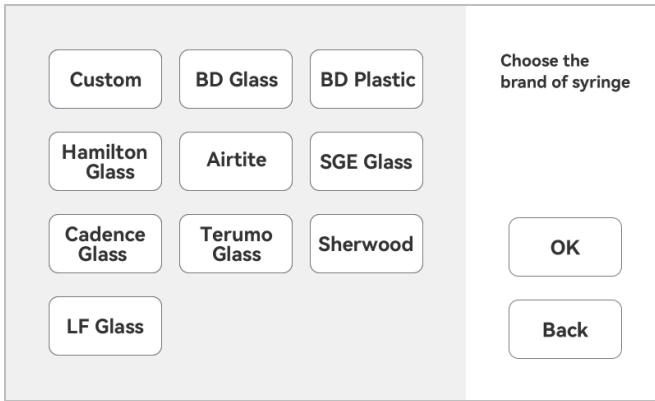 Custom
BD Glass
BD Plastic
Hamilton
Glass
Airtite
SGE Glass
Cadence
Glass
Terumo
Glass
Sherwood
LF Glass
Choose the
brand of syringe
OK
Back